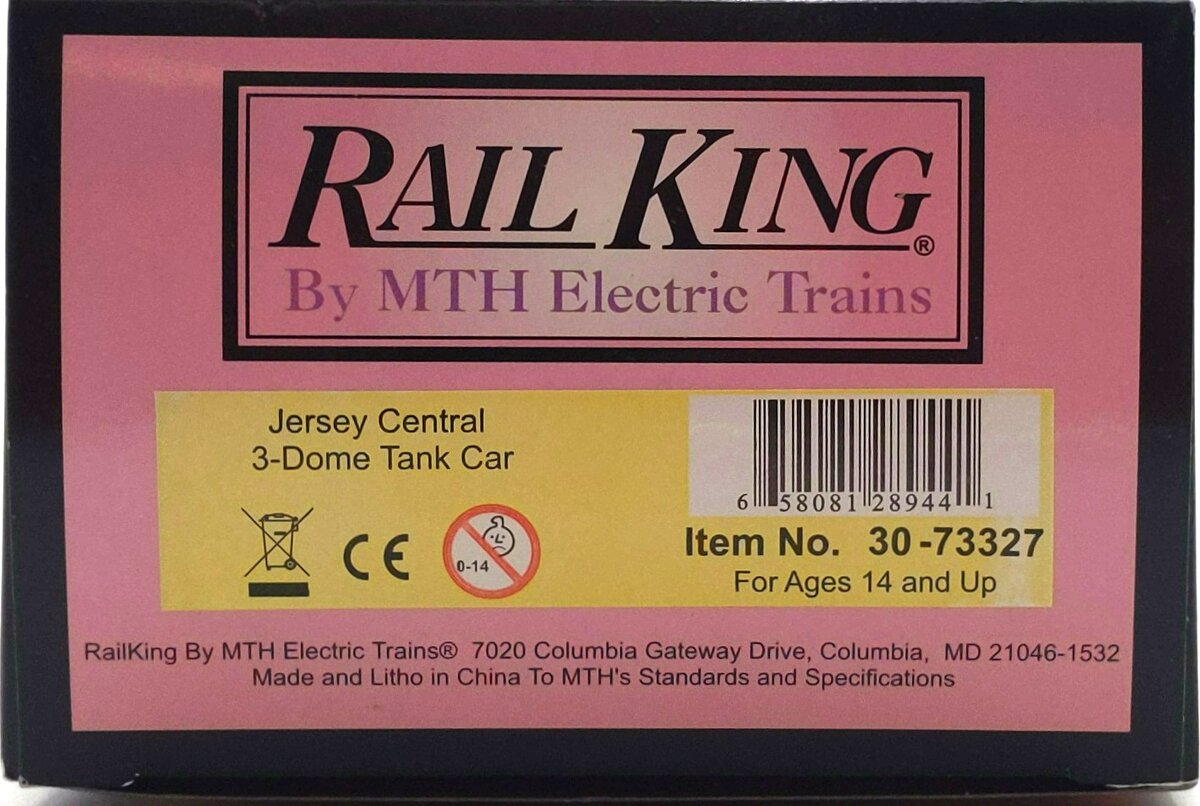 RAIL KING®
By MTH Electric Trains
Jersey Central
3-Dome Tank Car
CE
0-14
6 58081 28944 1
Item No. 30-73327
For Ages 14 and Up
RailKing By MTH Electric Trains® 7020 Columbia Gateway Drive, Columbia, MD 21046-1532
Made and Litho in China To MTH's Standards and Specifications